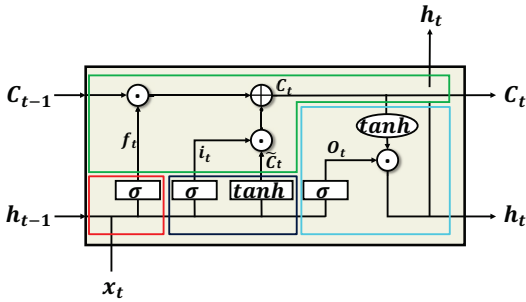 h_t
C_{t-1}
C_t
C_t
f_t
i_t
C̃_t
O_t
tanh
σ
σ
tanh
σ
h_{t-1}
h_t
x_t